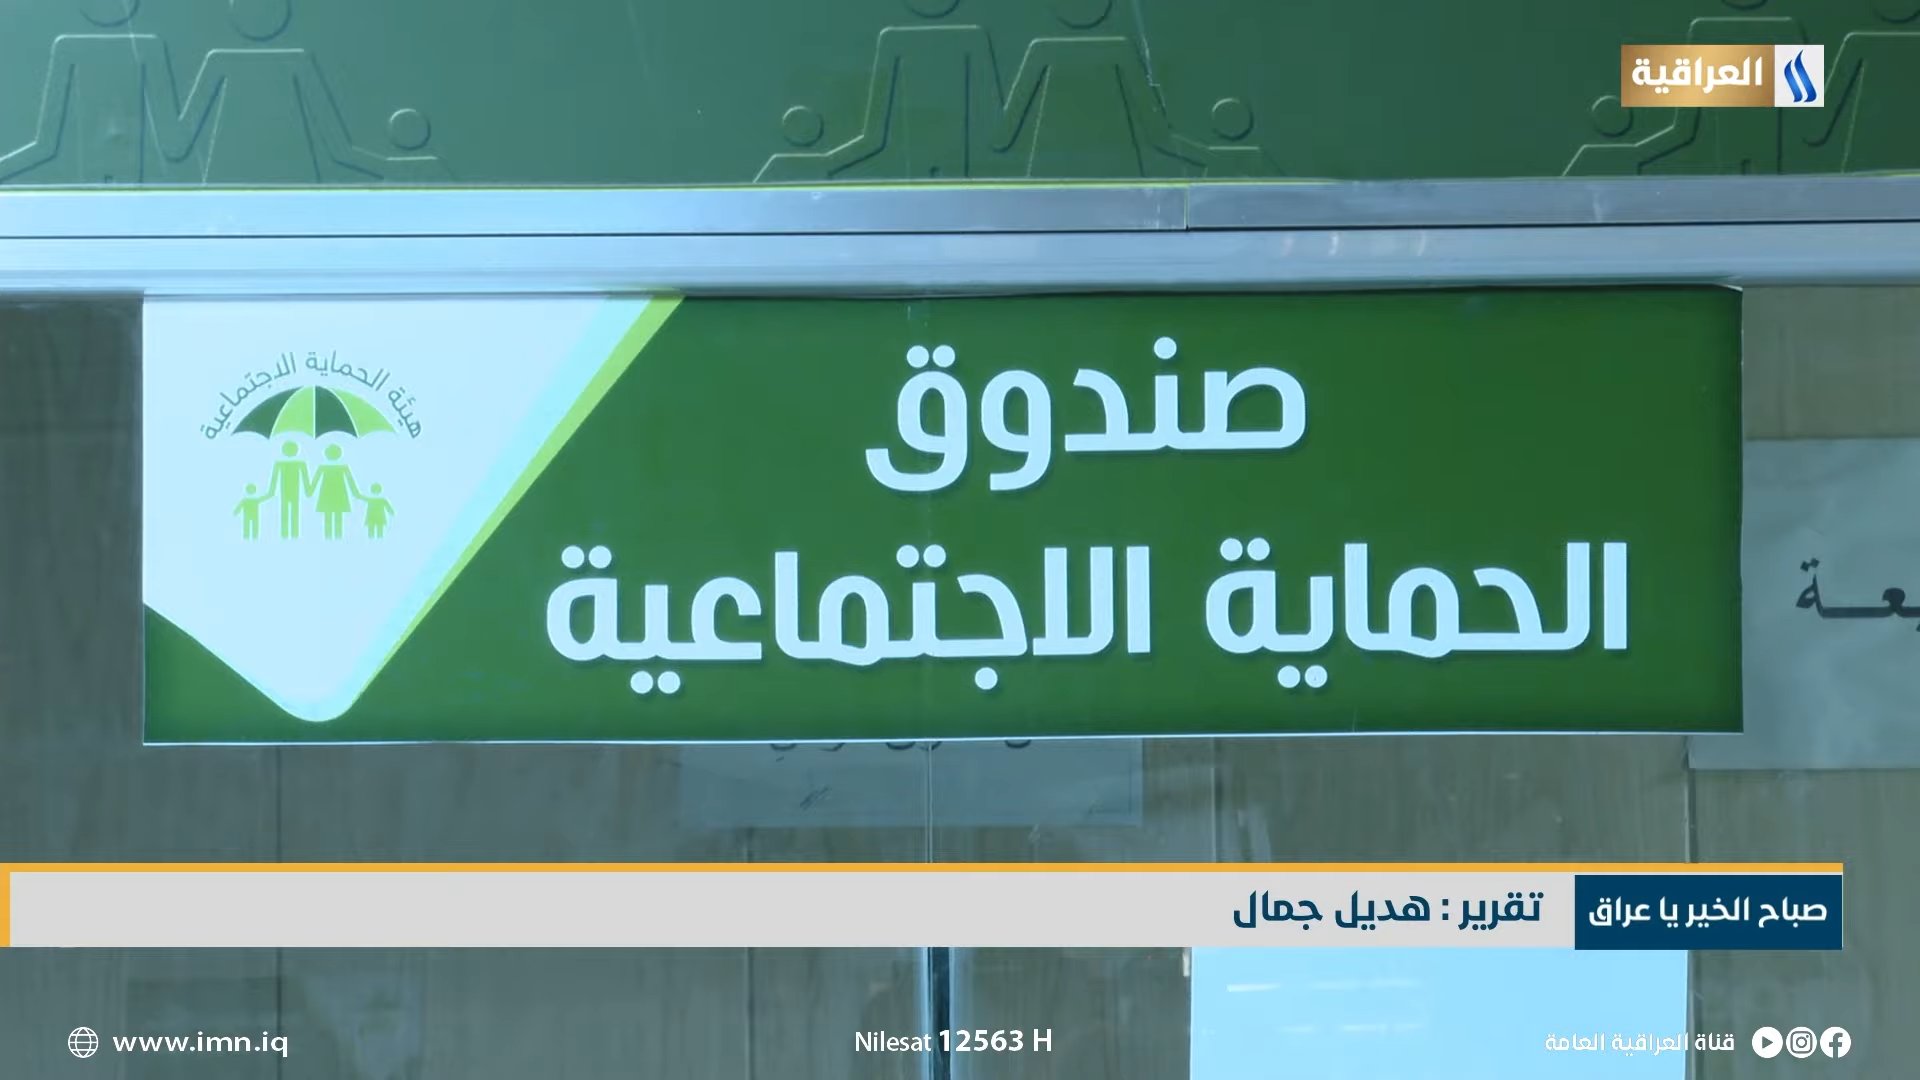 العراقية
هيئة الحماية الاجتماعية
صندوق
الحماية الاجتماعية
صباح الخير يا عراق
تقرير : هديل جمال
www.imn.iq
Nilesat 12563 H
قناة العراقية العامة